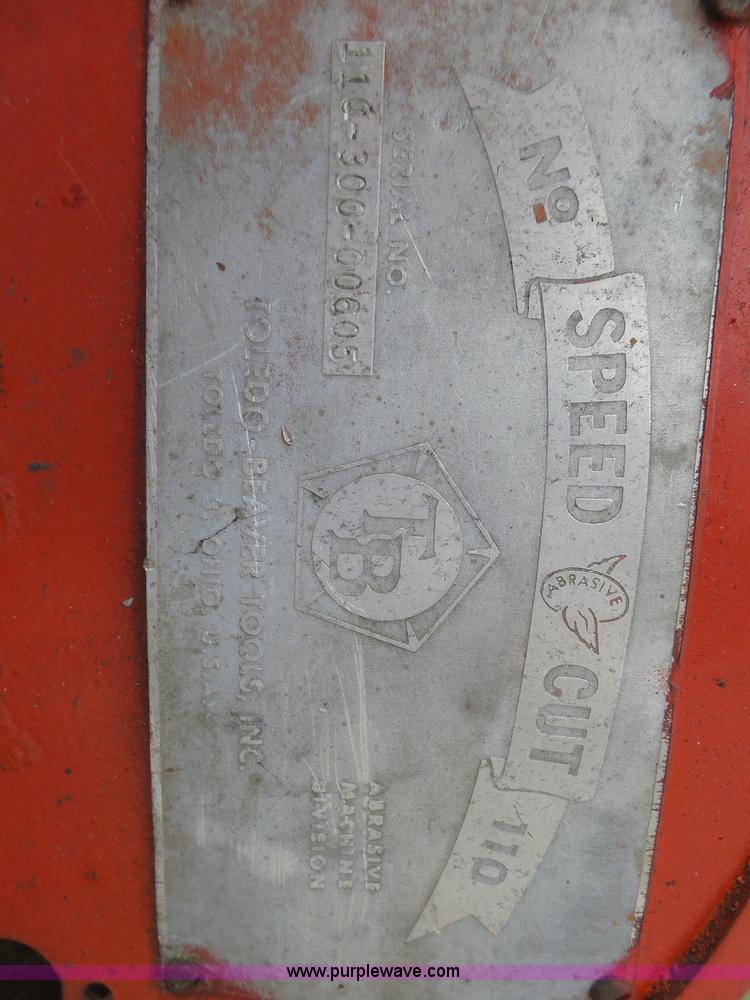 No. SPEED ABRASIVE CUT 110
SERIAL NO.
110-300-00605
TB
ABRASIVE
MACHINE
DIVISION
TOLEDO-BEAVER TOOLS, INC.
TOLEDO OHIO, U.S.A.
www.purplewave.com